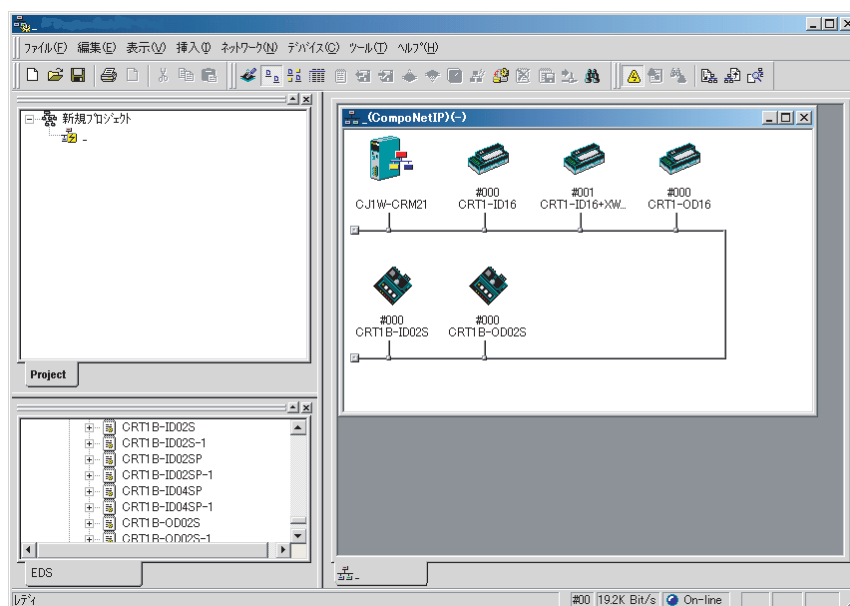 ﾌｧｲﾙ(F) 編集(E) 表示(V) 挿入(I) ﾈｯﾄﾜｰｸ(N) ﾃﾞﾊﾞｲｽ(C) ﾂｰﾙ(T) ﾍﾙﾌﾟ(H)
新規ﾌﾟﾛｼﾞｪｸﾄ
_
Project
CRT1B-ID02S
CRT1B-ID02S-1
CRT1B-ID02SP
CRT1B-ID02SP-1
CRT1B-ID04SP
CRT1B-ID04SP-1
CRT1B-OD02S
CRT1B-OD02S-1
EDS
_(CompoNetIP)(-)
CJ1W-CRM21
#000
CRT1-ID16
#001
CRT1-ID16+XW...
#000
CRT1-OD16
#000
CRT1B-ID02S
#000
CRT1B-OD02S
_
ﾚﾃﾞｨ
#00 192K Bit/s On-line